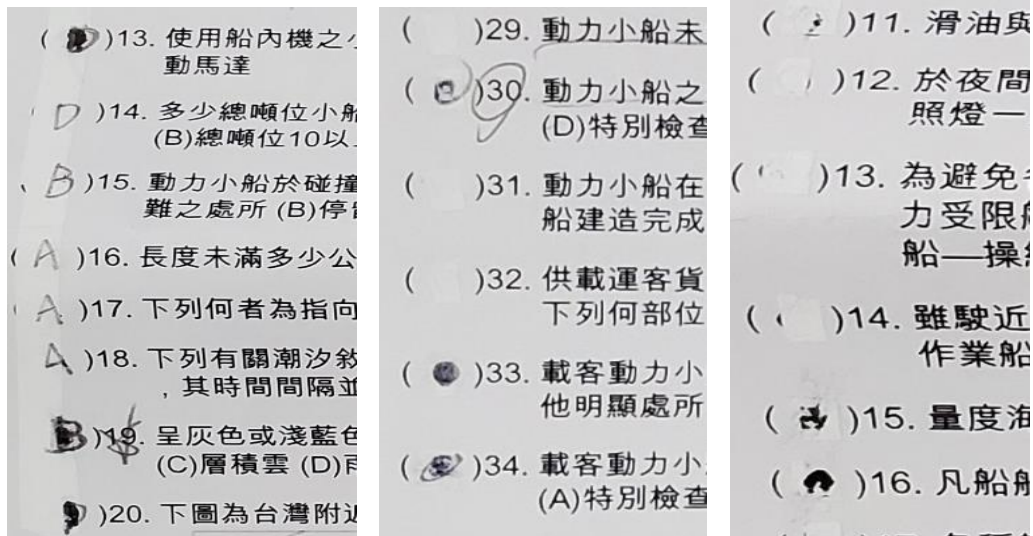 ( )13. 使用船內機之小
動馬達
D )14. 多少總噸位小船
(B)總噸位10以
B )15. 動力小船於碰撞
難之處所 (B)停留
( A )16. 長度未滿多少公
A )17. 下列何者為指向
A )18. 下列有關潮汐敘
，其時間間隔並
B )19. 呈灰色或淺藍色
(C)層積雲 (D)雨
)20. 下圖為台灣附近
( )29. 動力小船未
( )30. 動力小船之
(D)特別檢查
( )31. 動力小船在
船建造完成
( )32. 供載運客貨
下列何部位
( )33. 載客動力小
他明顯處所
( )34. 載客動力小
(A)特別檢查
( )11. 滑油與
( )12. 於夜間
照燈一
( )13. 為避免
力受限船
船—操
( )14. 雖駛近
作業船
( )15. 量度海
( )16. 凡船舶